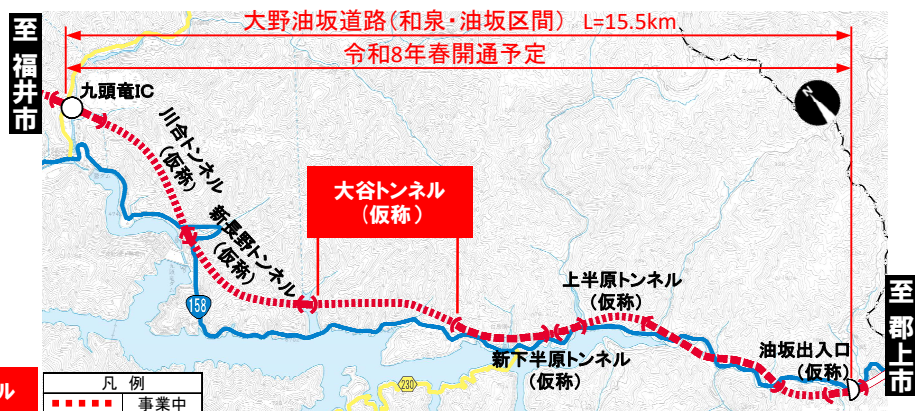 大野油坂道路(和泉・油坂区間) L=15.5km
令和8年春開通予定
至 福井市
九頭竜IC
川合トンネル
(仮称)
新長野トンネル
(仮称)
大谷トンネル
(仮称)
N
158
上半原トンネル
(仮称)
新下半原トンネル
(仮称)
油坂出入口
(仮称)
至 郡上市
230
ル
凡 例
事業中